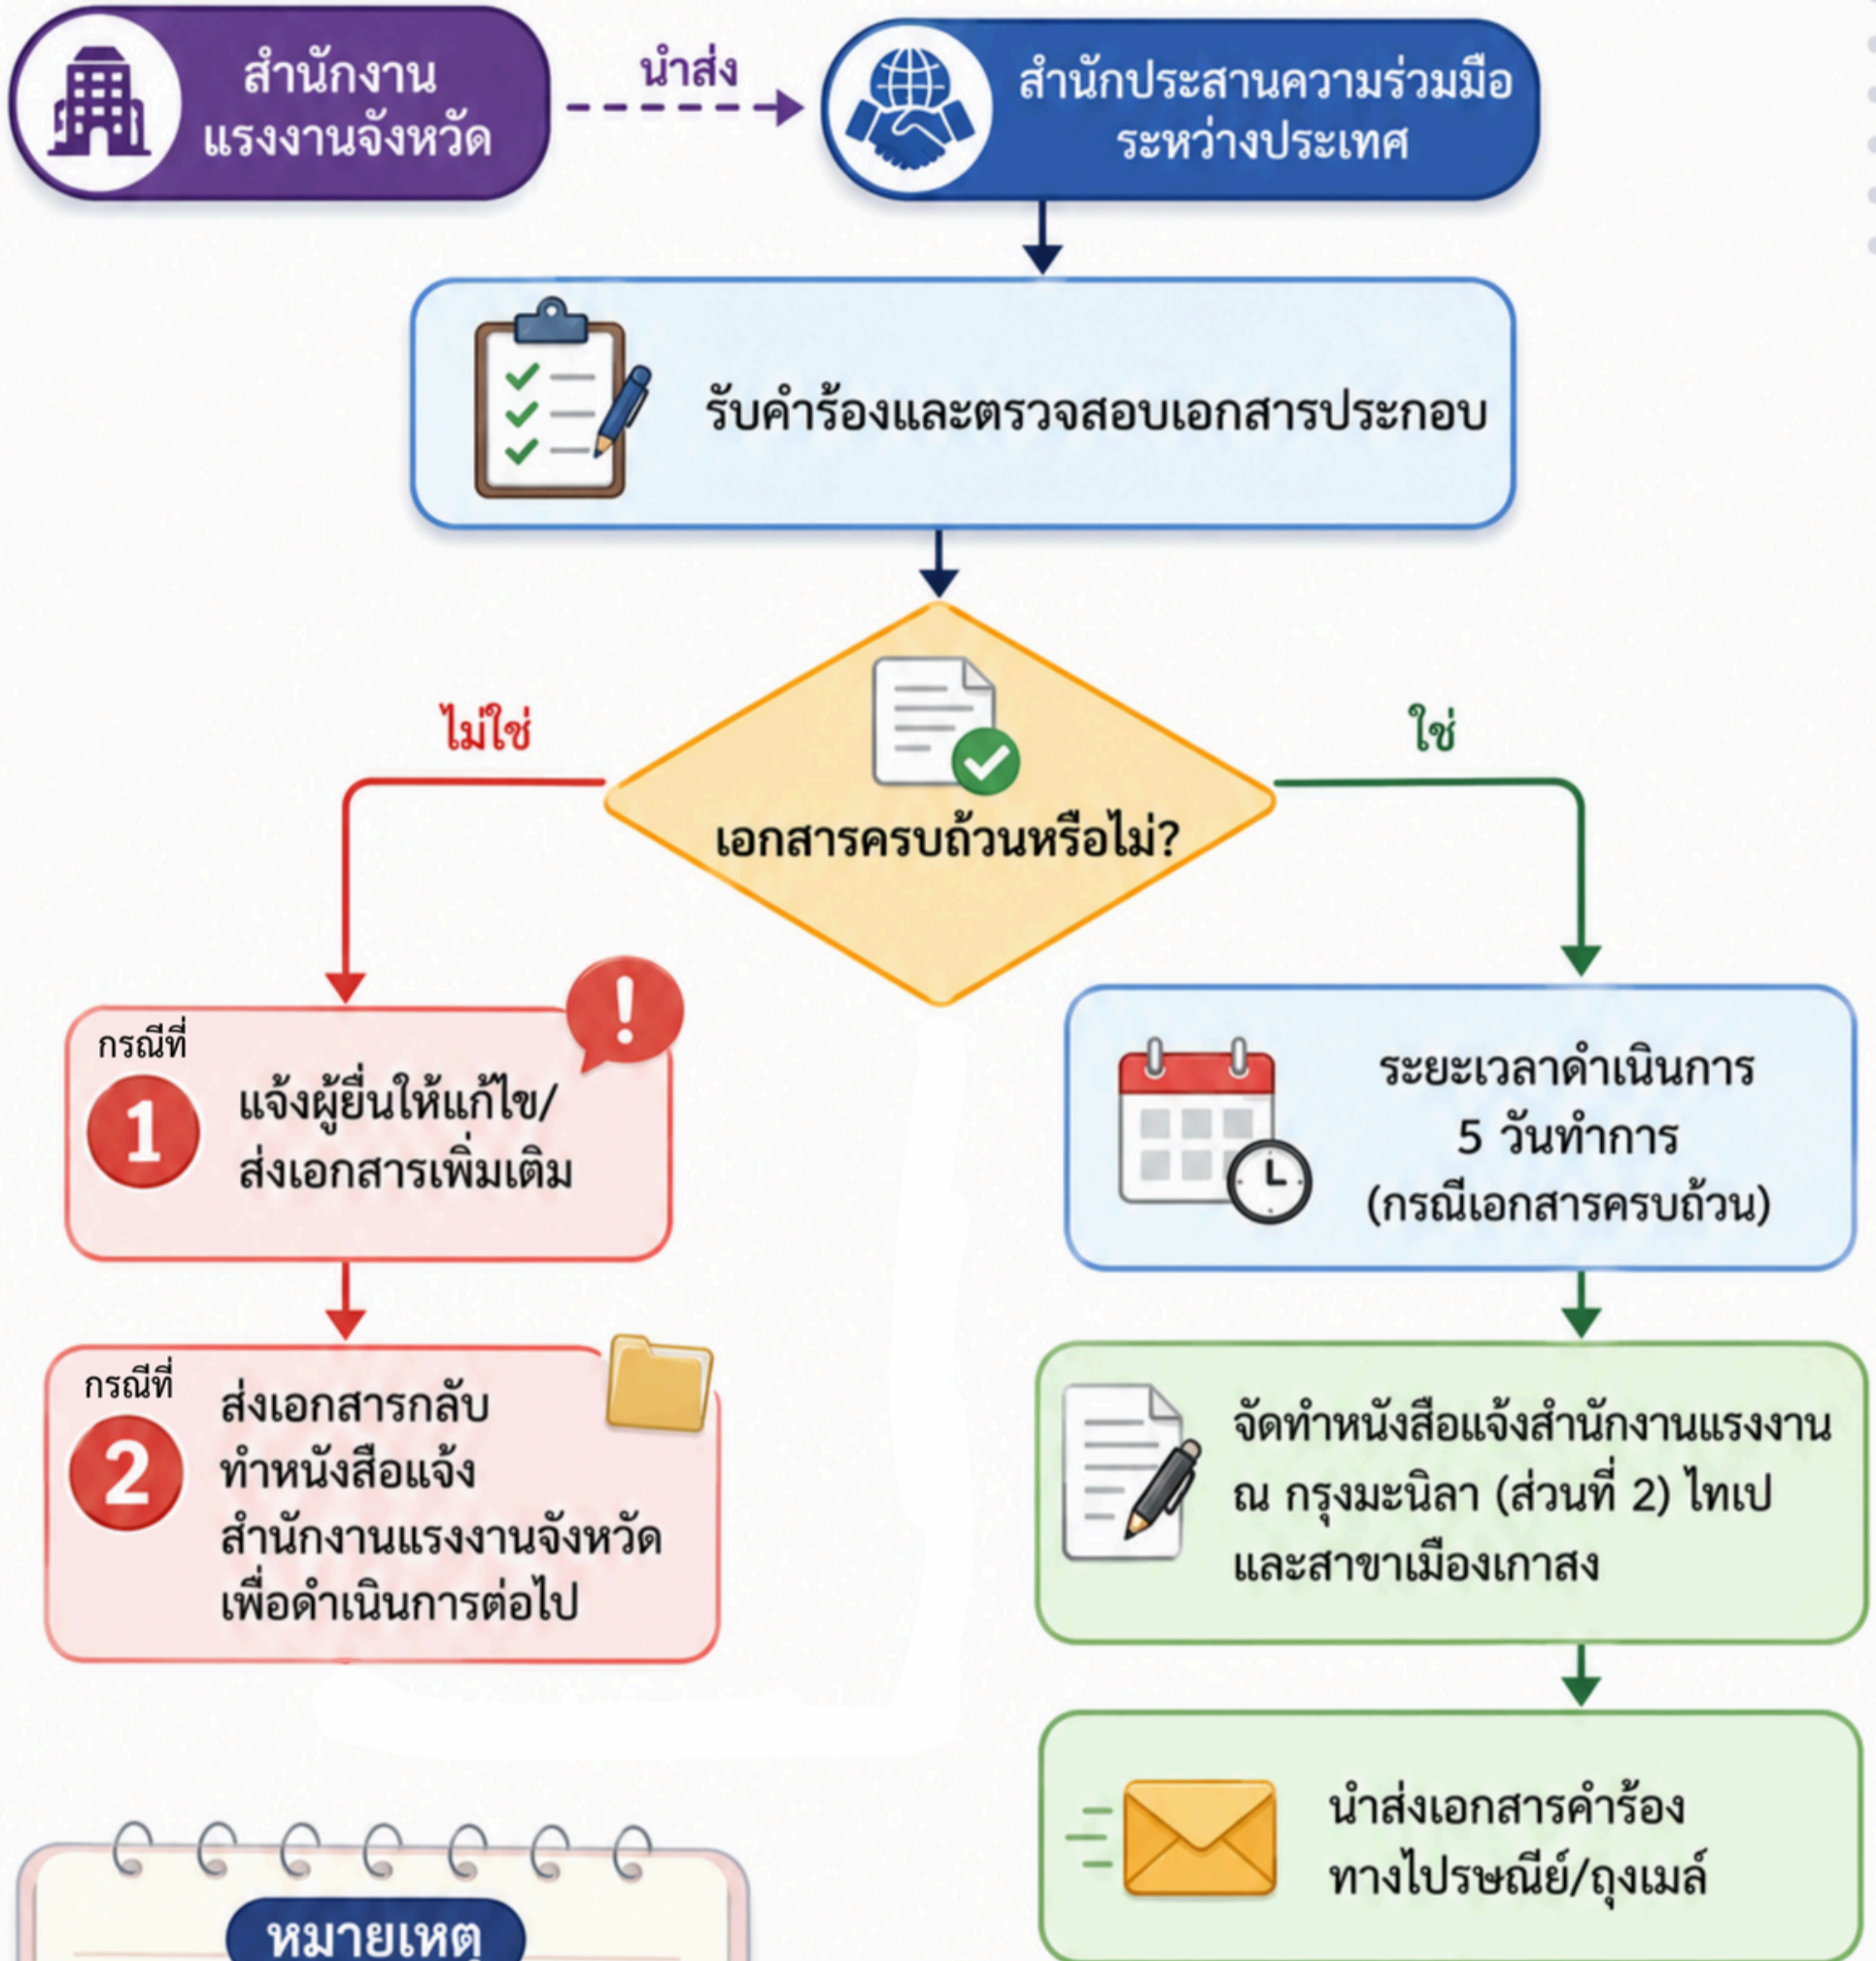 สำนักงาน
แรงงานจังหวัด
นำส่ง
สำนักประสานความร่วมมือ
ระหว่างประเทศ
รับคำร้องและตรวจสอบเอกสารประกอบ
เอกสารครบถ้วนหรือไม่?
ไม่ใช่
ใช่
กรณีที่
1
แจ้งผู้ยื่นให้แก้ไข/
ส่งเอกสารเพิ่มเติม
กรณีที่
2
ส่งเอกสารกลับ
ทำหนังสือแจ้ง
สำนักงานแรงงานจังหวัด
เพื่อดำเนินการต่อไป
ระยะเวลาดำเนินการ
5 วันทำการ
(กรณีเอกสารครบถ้วน)
จัดทำหนังสือแจ้งสำนักงานแรงงาน
ณ กรุงมะนิลา (ส่วนที่ 2) ไทเป
และสาขาเมืองเกาสง
นำส่งเอกสารคำร้อง
ทางไปรษณีย์/ถุงเมล์
หมายเหตุ